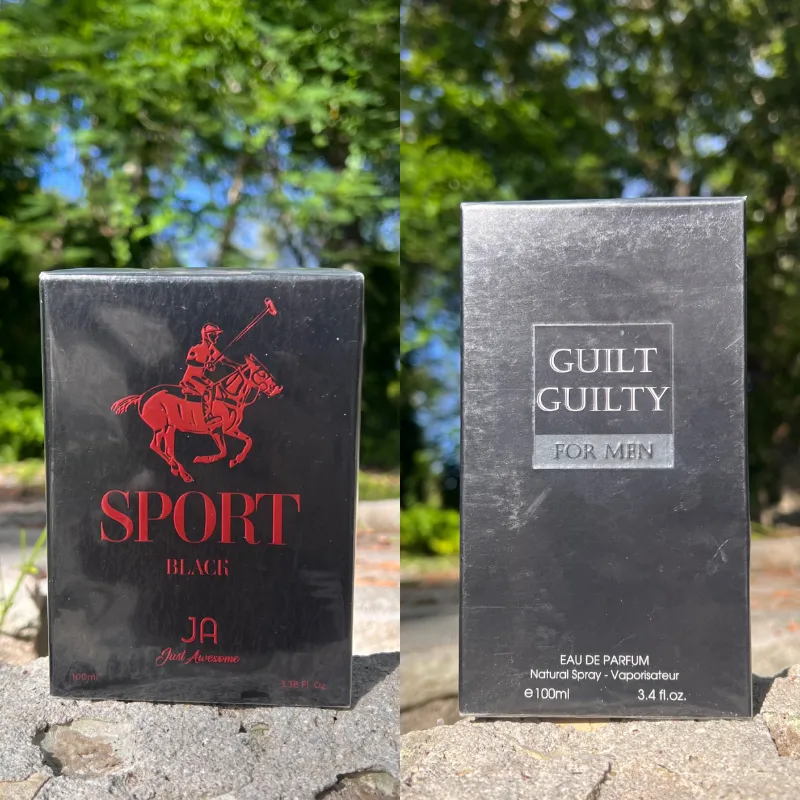 SPORT
BLACK
JA
Just Awesome
100ml
3.38 Fl. Oz.
GUILT
GUILTY
FOR MEN
EAU DE PARFUM
Natural Spray - Vaporisateur
℮100ml
3.4 fl.oz.